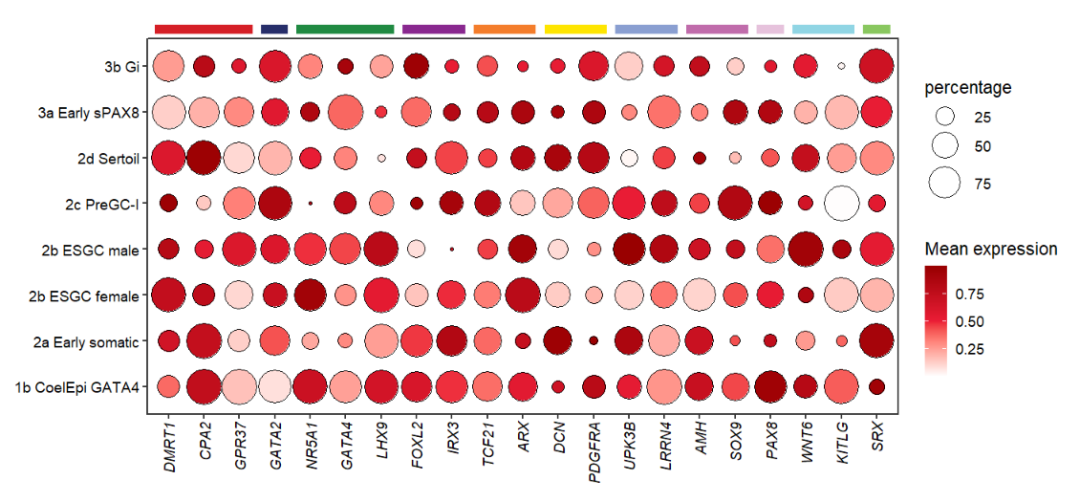 3b Gi
3a Early sPAX8
2d Sertoil
2c PreGC-I
2b ESGC male
2b ESGC female
2a Early somatic
1b CoelEpi GATA4
DMRT1
CPA2
GPR37
GATA2
NR5A1
GATA4
LHX9
FOXL2
IRX3
TCF21
ARX
DCN
PDGFRA
UPK3B
LRRN4
AMH
SOX9
PAX8
WNT6
KITLG
SRX
percentage
25
50
75
Mean expression
0.75
0.50
0.25